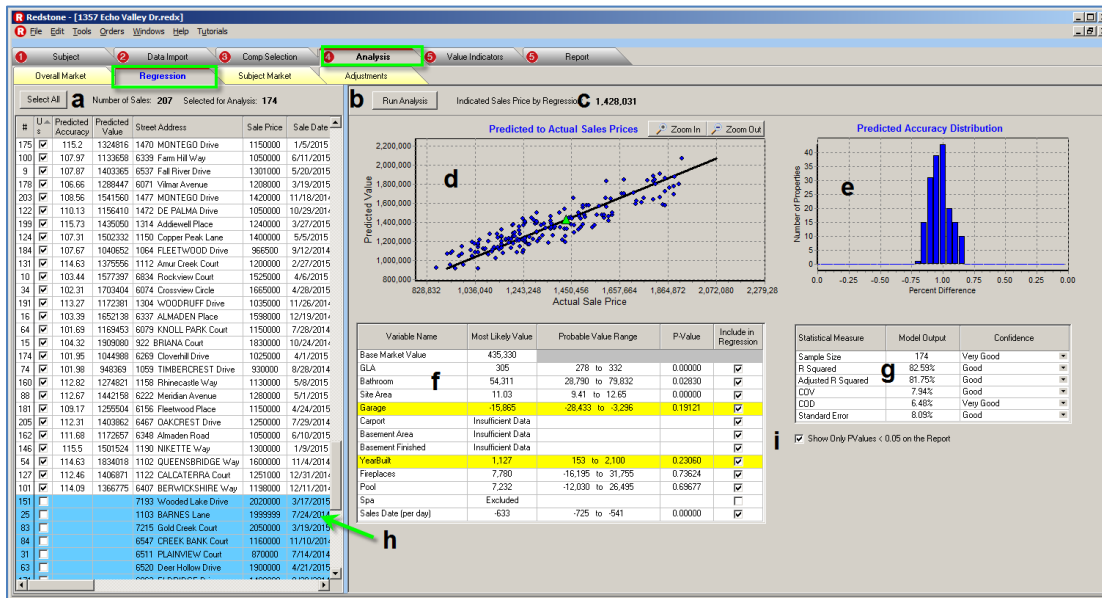 Redstone - [1357 Echo Valley Dr.redx]
File Edit Tools Orders Windows Help Tutorials
1 Subject 2 Data Import 3 Comp Selection 4 Analysis 5 Value Indicators 5 Report
Overall Market Regression Subject Market Adjustments
Select All a Number of Sales: 207 Selected for Analysis: 174 b Run Analysis Indicated Sales Price by Regression c 1,428,031
# U s Predicted Accuracy Predicted Value Street Address Sale Price Sale Date
175 115.2 1324816 1470 MONTEGO Drive 1150000 1/5/2015
100 107.97 1133658 6339 Farm Hill Way 1050000 6/11/2015
9 107.87 1403365 6537 Fall River Drive 1301000 5/20/2015
178 106.66 1288447 6071 Vilmar Avenue 1208000 3/19/2015
203 108.56 1541560 1477 MONTEGO Drive 1420000 11/18/2014
122 110.13 1156410 1472 DE PALMA Drive 1050000 10/29/2014
199 115.73 1435050 1314 Addiewell Place 1240000 3/27/2015
124 107.31 1502332 1150 Copper Peak Lane 1400000 5/5/2015
184 107.67 1040652 1064 FLEETWOOD Drive 966500 9/12/2014
131 114.63 1375556 1112 Amur Creek Court 1200000 2/27/2015
10 103.44 1577397 6834 Rockview Court 1525000 4/6/2015
34 102.31 1703404 6074 Crossview Circle 1665000 4/28/2015
191 113.27 1172381 1304 WOODRUFF Drive 1035000 11/26/2014
16 103.39 1652138 6337 ALMADEN Place 1598000 12/19/2014
64 101.69 1169453 6079 KNOLL PARK Court 1150000 7/28/2014
15 104.32 1909080 922 BRIANA Court 1830000 10/24/2014
174 101.95 1044988 6269 Cloverhill Drive 1025000 4/1/2015
74 101.98 948369 1059 TIMBERCREST Drive 930000 8/28/2014
160 112.82 1274821 1158 Rhinecastle Way 1130000 5/8/2015
88 112.67 1442158 6222 Meridian Avenue 1280000 5/1/2015
181 109.17 1255504 6156 Fleetwood Place 1150000 4/24/2015
205 112.31 1403862 6467 OAKCREST Drive 1250000 7/29/2014
162 111.68 1172657 6348 Almaden Road 1050000 6/10/2015
146 115.5 1501524 1190 NIKETTE Way 1300000 1/9/2015
54 114.63 1834018 1102 QUEENSBRIDGE Way 1600000 11/4/2014
127 112.46 1406871 1122 CALCATERRA Court 1251000 12/31/2014
101 114.09 1366775 6407 BERWICKSHIRE Way 1198000 12/11/2014
151 7193 Wooded Lake Drive 2020000 3/17/2015
25 1103 BARNES Lane 1999999 7/24/2014
83 7215 Gold Creek Court 2050000 3/19/2015
84 6547 CREEK BANK Court 1160000 11/10/2014
31 6511 PLAINVIEW Court 870000 7/14/2014
63 6520 Deer Hollow Drive 1900000 4/21/2015
h
Predicted to Actual Sales Prices Zoom In Zoom Out
d
Predicted Value
2,200,000
2,000,000
1,800,000
1,600,000
1,400,000
1,200,000
1,000,000
800,000
828,832 1,036,040 1,243,248 1,450,456 1,657,664 1,864,872 2,072,080 2,279,28
Actual Sale Price
Predicted Accuracy Distribution
e
Number of Properties
40
35
30
25
20
15
10
5
0
0.0 -0.25 -0.50 -0.75 -1.00 0.75 0.50 0.25 0.00
Percent Difference
Variable Name Most Likely Value Probable Value Range P-Value Include in Regression
Base Market Value 435,330
GLA 305 278 to 332 0.00000
f
Bathroom 54,311 28,790 to 79,832 0.02830
Site Area 11.03 9.41 to 12.65 0.00000
Garage -15,865 -28,433 to -3,296 0.19121
Carport Insufficient Data
Basement Area Insufficient Data
Basement Finished Insufficient Data
YearBuilt 1,127 153 to 2,100 0.23060
Fireplaces 7,780 -16,195 to 31,755 0.73624
Pool 7,232 -12,030 to 26,495 0.69677
Spa Excluded
Sales Date (per day) -633 -725 to -541 0.00000
Statistical Measure Model Output Confidence
Sample Size 174 Very Good
R Squared 82.59% Good
g
Adjusted R Squared 81.75% Good
COV 7.94% Good
COD 6.48% Very Good
Standard Error 8.09% Good
i Show Only PValues < 0.05 on the Report